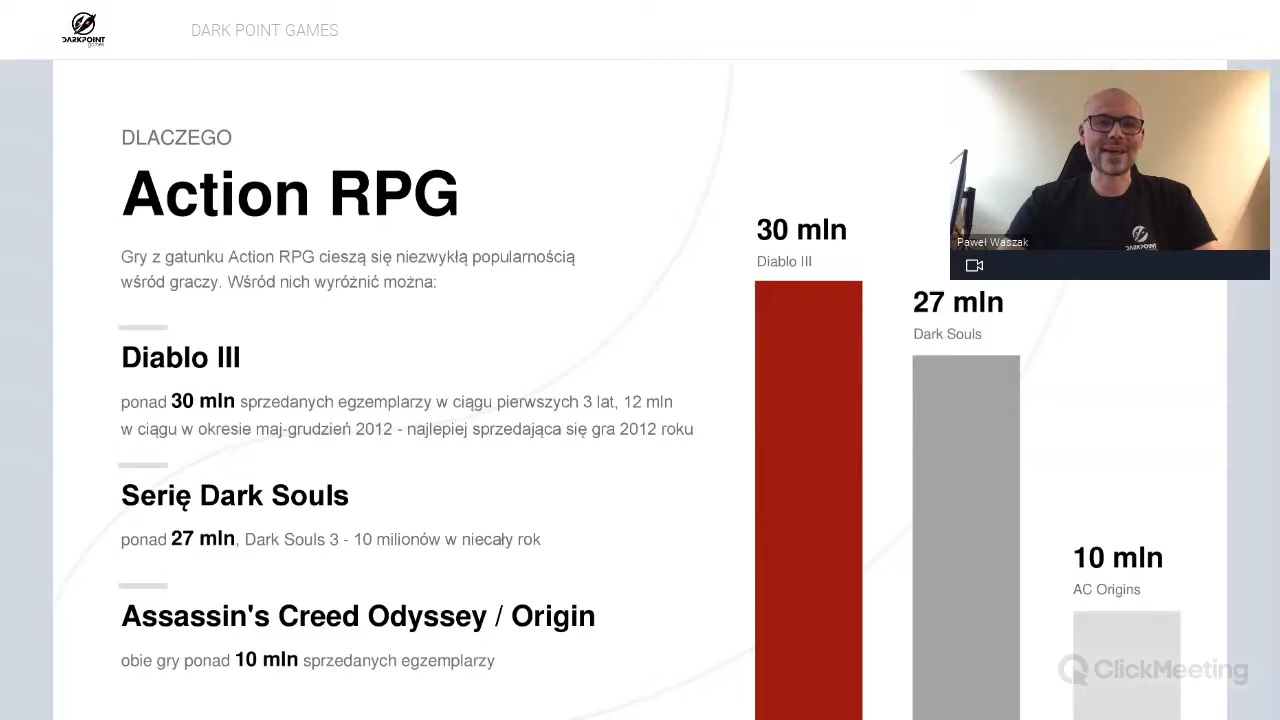 DARKPOINT
games
DARK POINT GAMES
DLACZEGO
Action RPG
Gry z gatunku Action RPG cieszą się niezwykłą popularnością
wśród graczy. Wśród nich wyróżnić można:
Diablo III
ponad 30 mln sprzedanych egzemplarzy w ciągu pierwszych 3 lat, 12 mln
w ciągu w okresie maj-grudzień 2012 - najlepiej sprzedająca się gra 2012 roku
Serię Dark Souls
ponad 27 mln, Dark Souls 3 - 10 milionów w niecały rok
Assassin's Creed Odyssey / Origin
obie gry ponad 10 mln sprzedanych egzemplarzy
30 mln
Diablo III
27 mln
Dark Souls
10 mln
AC Origins
DARKPOINT
Paweł Waszak
ClickMeeting